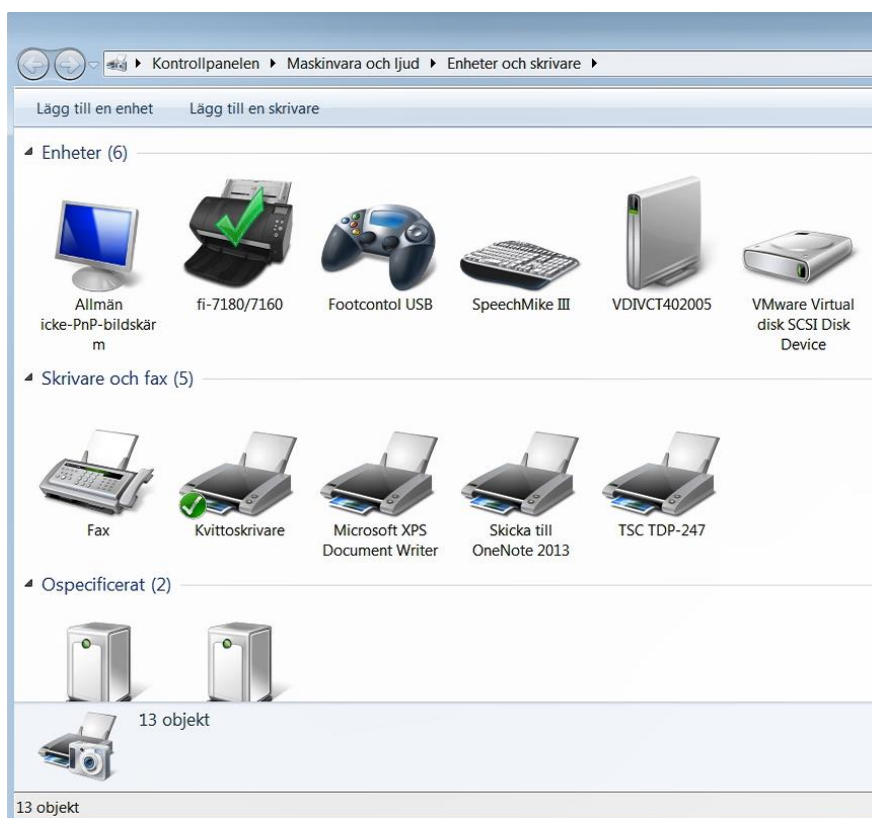 Kontrollpanelen Maskinvara och ljud Enheter och skrivare
Lägg till en enhet Lägg till en skrivare
Enheter (6)
Allmän
icke-PnP-bildskär
m
fi-7180/7160
Footcontol USB
SpeechMike III
VDIVCT402005
VMware Virtual
disk SCSI Disk
Device
Skrivare och fax (5)
Fax
Kvittoskrivare
Microsoft XPS
Document Writer
Skicka till
OneNote 2013
TSC TDP-247
Ospecificerat (2)
13 objekt
13 objekt